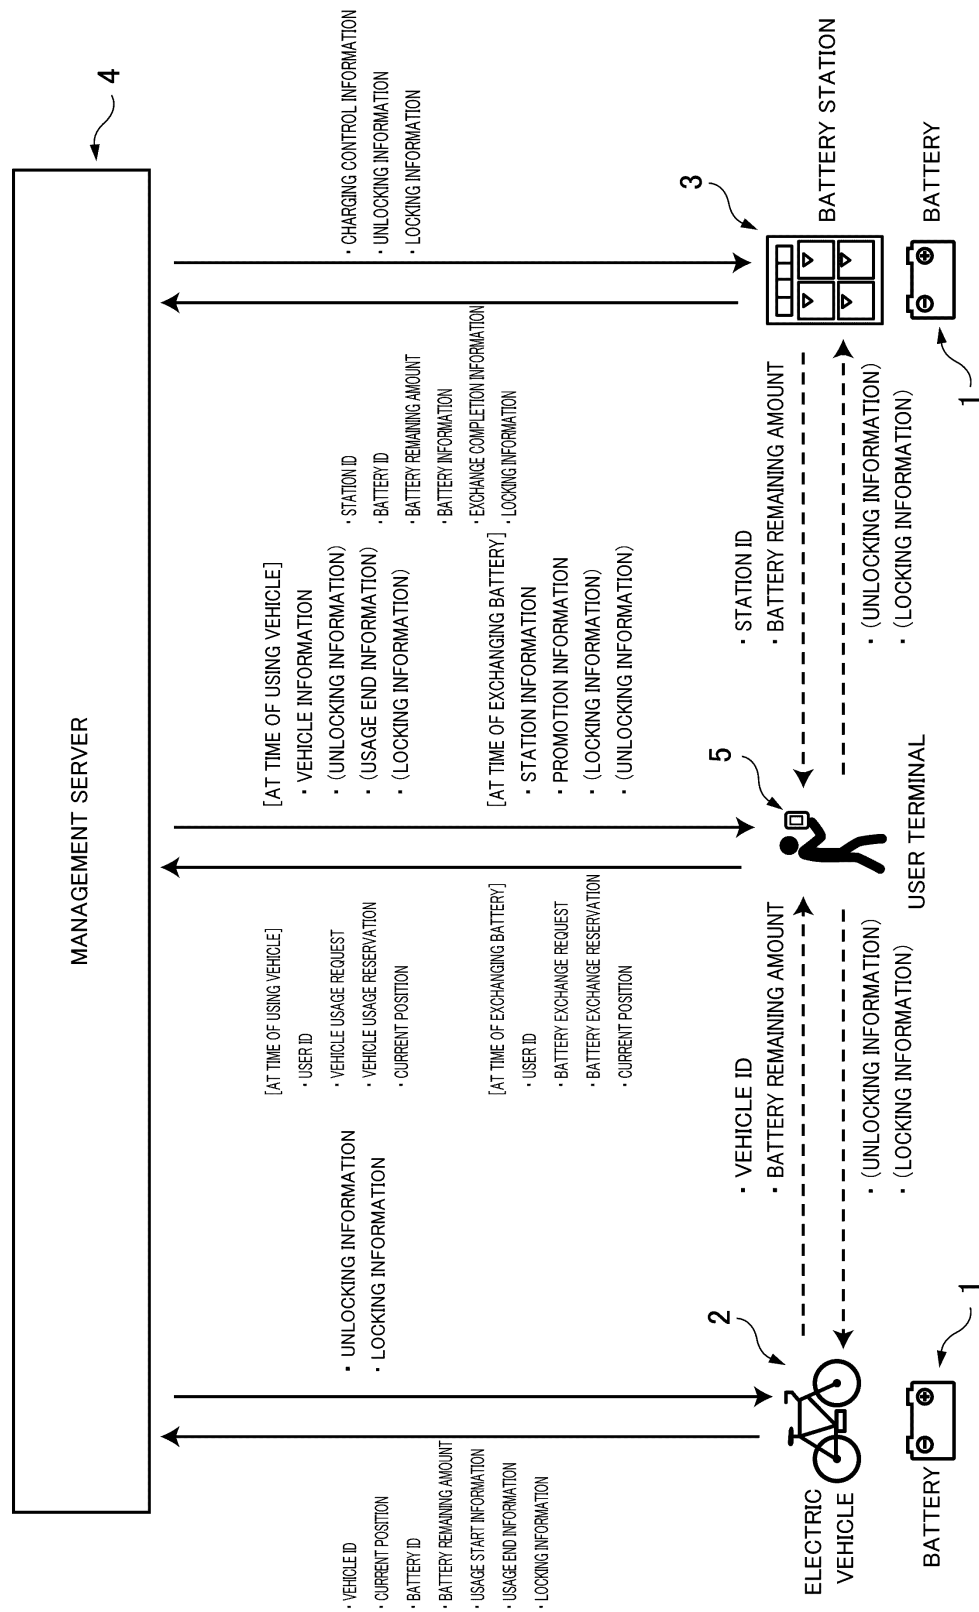 MANAGEMENT SERVER
4
・VEHICLE ID
・CURRENT POSITION
・BATTERY ID
・BATTERY REMAINING AMOUNT
・USAGE START INFORMATION
・USAGE END INFORMATION
・LOCKING INFORMATION
・UNLOCKING INFORMATION
・LOCKING INFORMATION
[AT TIME OF USING VEHICLE]
・USER ID
・VEHICLE USAGE REQUEST
・VEHICLE USAGE RESERVATION
・CURRENT POSITION
[AT TIME OF EXCHANGING BATTERY]
・USER ID
・BATTERY EXCHANGE REQUEST
・BATTERY EXCHANGE RESERVATION
・CURRENT POSITION
[AT TIME OF USING VEHICLE]
・VEHICLE INFORMATION
・(UNLOCKING INFORMATION)
・(USAGE END INFORMATION)
・(LOCKING INFORMATION)
[AT TIME OF EXCHANGING BATTERY]
・STATION INFORMATION
・PROMOTION INFORMATION
・(LOCKING INFORMATION)
・(UNLOCKING INFORMATION)
・STATION ID
・BATTERY ID
・BATTERY REMAINING AMOUNT
・BATTERY INFORMATION
・EXCHANGE COMPLETION INFORMATION
・LOCKING INFORMATION
・CHARGING CONTROL INFORMATION
・UNLOCKING INFORMATION
・LOCKING INFORMATION
2
ELECTRIC
VEHICLE
・VEHICLE ID
・BATTERY REMAINING AMOUNT
・(UNLOCKING INFORMATION)
・(LOCKING INFORMATION)
5
USER TERMINAL
・STATION ID
・BATTERY REMAINING AMOUNT
・(UNLOCKING INFORMATION)
・(LOCKING INFORMATION)
3
BATTERY STATION
BATTERY
1
BATTERY
1